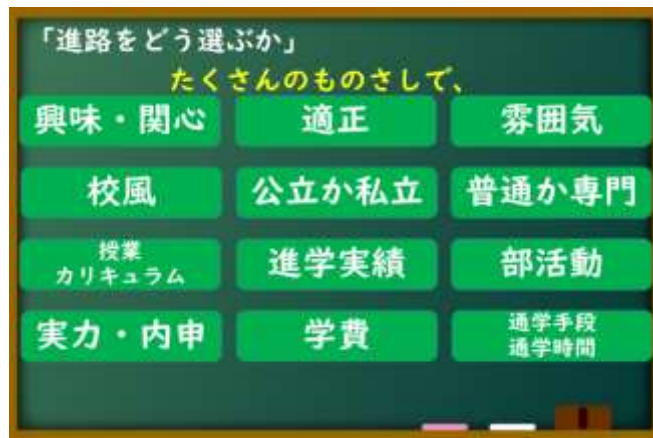 「進路をどう選ぶか」
たくさんのものさしで、
興味・関心
適正
雰囲気
校風
公立か私立
普通か専門
授業
カリキュラム
進学実績
部活動
実力・内申
学費
通学手段
通学時間